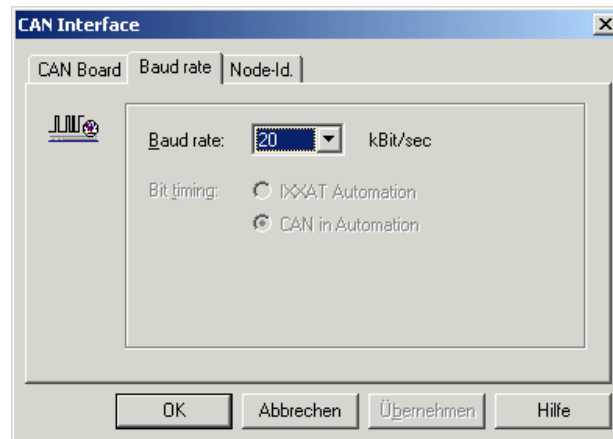 CAN Interface
CAN Board Baud rate Node-Id.
Baud rate: 20 kBit/sec
Bit timing: IXXAT Automation
CAN in Automation
OK Abbrechen Übernehmen Hilfe